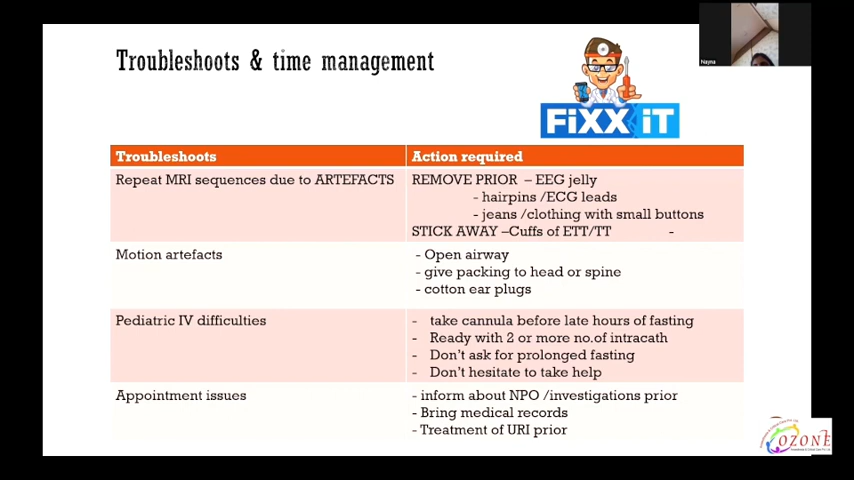 Troubleshoots & time management
Nayna
FiXX iT
Troubleshoots
Action required
Repeat MRI sequences due to ARTEFACTS
REMOVE PRIOR – EEG jelly
- hairpins /ECG leads
- jeans /clothing with small buttons
STICK AWAY –Cuffs of ETT/TT -
Motion artefacts
- Open airway
- give packing to head or spine
- cotton ear plugs
Pediatric IV difficulties
- take cannula before late hours of fasting
- Ready with 2 or more no.of intracath
- Don't ask for prolonged fasting
- Don't hesitate to take help
Appointment issues
- inform about NPO /investigations prior
- Bring medical records
- Treatment of URI prior
OZONE